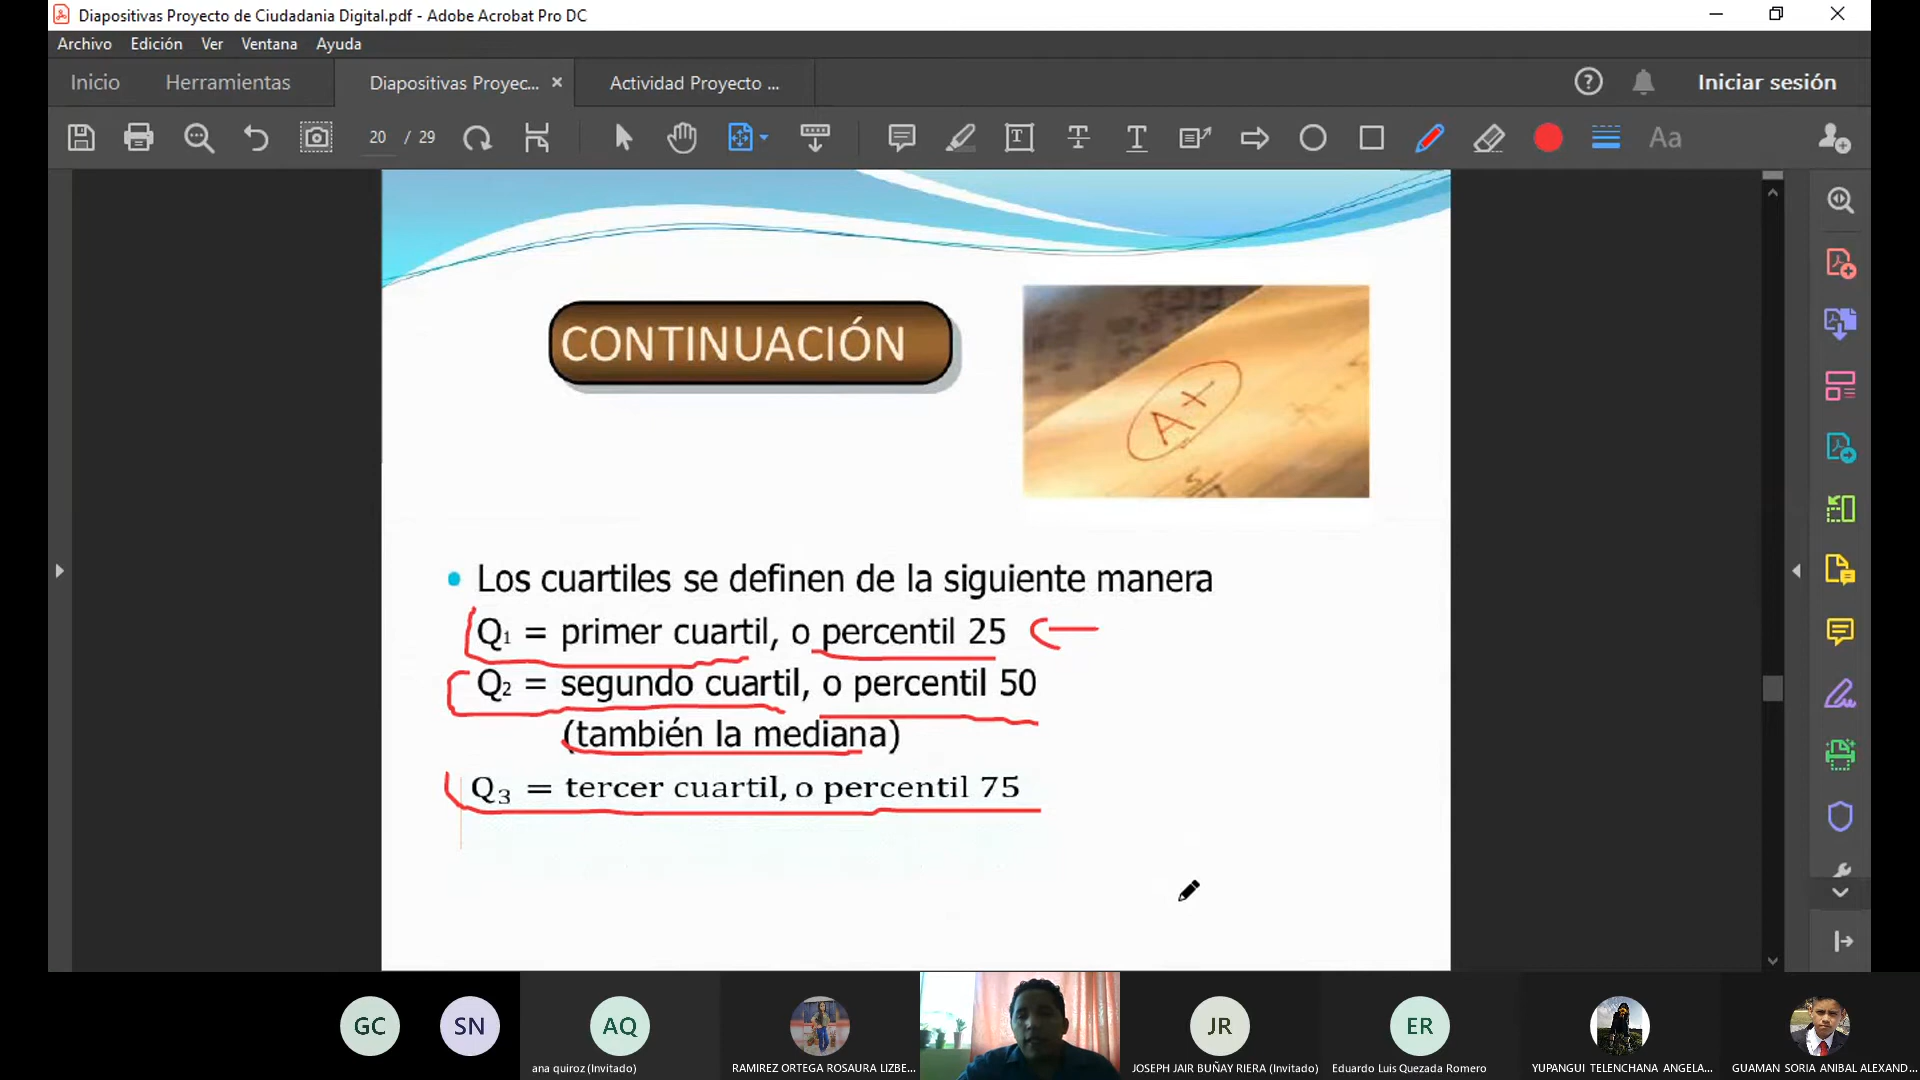 Diapositivas Proyecto de Ciudadania Digital.pdf - Adobe Acrobat Pro DC
Archivo Edición Ver Ventana Ayuda
Inicio Herramientas Diapositivas Proyec... × Actividad Proyecto ... Iniciar sesión
20 / 29
Aa
CONTINUACIÓN
A+
• Los cuartiles se definen de la siguiente manera
Q1 = primer cuartil, o percentil 25
Q2 = segundo cuartil, o percentil 50
(también la mediana)
Q3 = tercer cuartil, o percentil 75
GC SN AQ JR ER
ana quiroz (Invitado) RAMIREZ ORTEGA ROSAURA LIZBE... JOSEPH JAIR BUÑAY RIERA (Invitado) Eduardo Luis Quezada Romero YUPANGUI TELENCHANA ANGELA... GUAMAN SORIA ANIBAL ALEXAND...